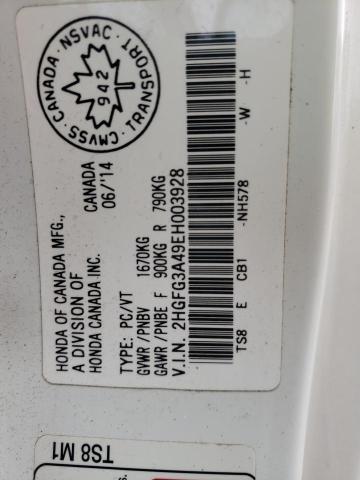 HONDA OF CANADA MFG.,
A DIVISION OF
HONDA CANADA INC.
CANADA
06/'14
CANADA · NSVAC · TRANSPORT · CMVSS ·
942
TYPE: PC/VT
GVWR / PNBV 1670KG
GAWR / PNBE F 900KG R 790KG
V.I.N. 2HGFG3A49EH003928
TS8 E CB1 -NH578 -W -H
TS8 M1